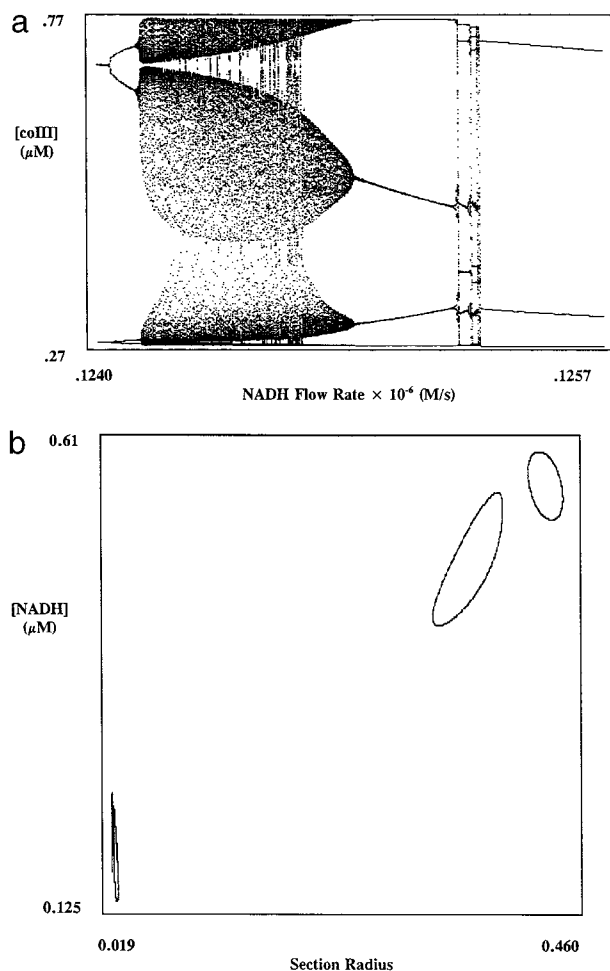 a
.77
[coIII]
(μM)
.27
.1240
.1257
NADH Flow Rate × 10⁻⁶ (M/s)
b
0.61
[NADH]
(μM)
0.125
0.019
0.460
Section Radius